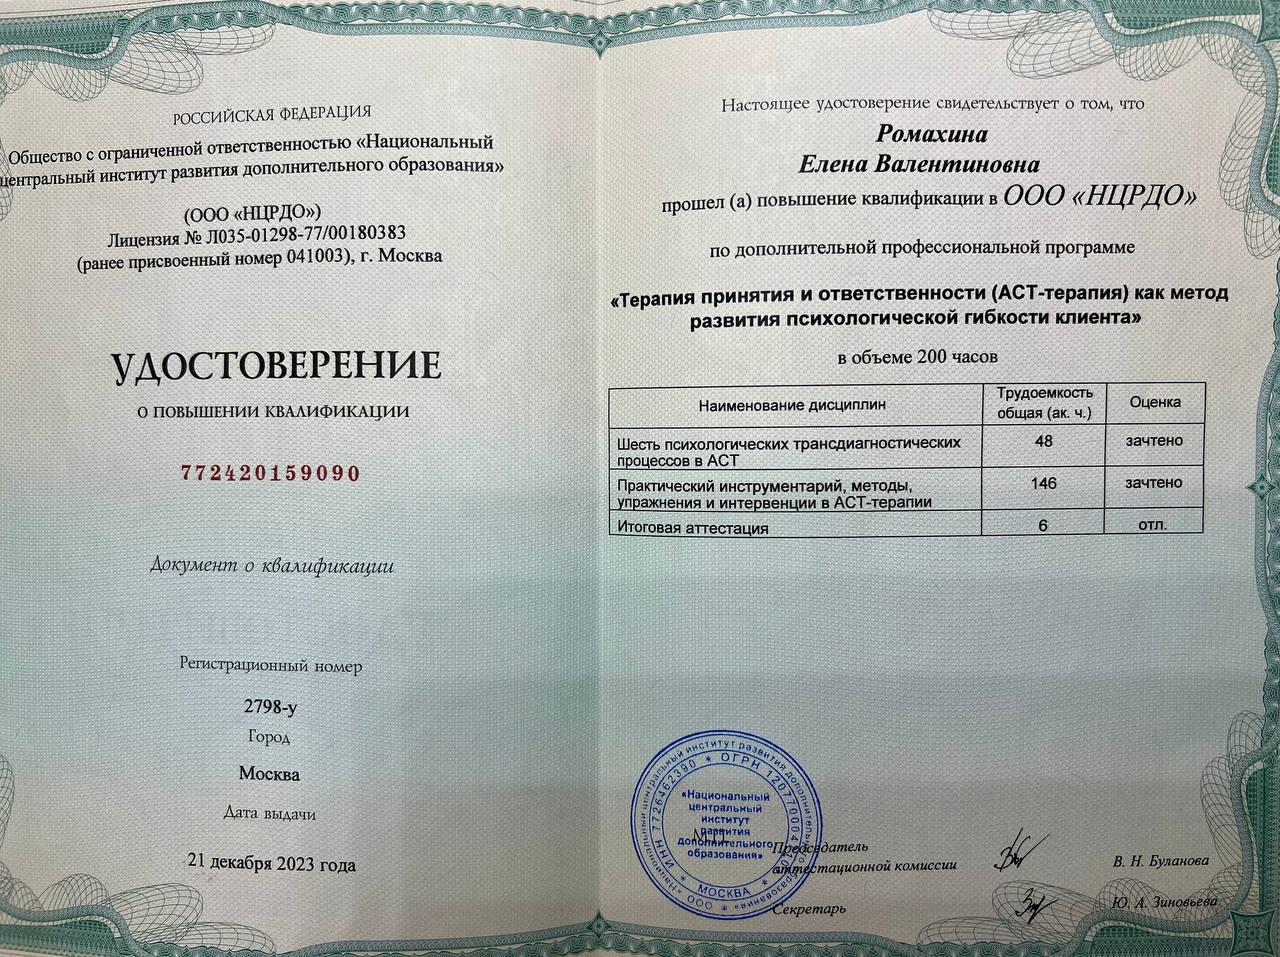 РОССИЙСКАЯ ФЕДЕРАЦИЯ
Общество с ограниченной ответственностью «Национальный
центральный институт развития дополнительного образования»
(ООО «НЦРДО»)
Лицензия № Л035-01298-77/00180383
(ранее присвоенный номер 041003), г. Москва
УДОСТОВЕРЕНИЕ
О ПОВЫШЕНИИ КВАЛИФИКАЦИИ
772420159090
Документ о квалификации
Регистрационный номер
2798-у
Город
Москва
Дата выдачи
21 декабря 2023 года
Настоящее удостоверение свидетельствует о том, что
Ромахина
Елена Валентиновна
прошел (а) повышение квалификации в ООО «НЦРДО»
по дополнительной профессиональной программе
«Терапия принятия и ответственности (АСТ-терапия) как метод
развития психологической гибкости клиента»
в объеме 200 часов
Наименование дисциплин
Трудоемкость
общая (ак. ч.)
Оценка
Шесть психологических трансдиагностических
процессов в АСТ
48
зачтено
Практический инструментарий, методы,
упражнения и интервенции в АСТ-терапии
146
зачтено
Итоговая аттестация
6
отл.
ООО «Национальный центральный институт развития дополнительного образования»
ИНН 7726462390 * ОГРН
МОСКВА
«Национальный
центральный
институт
развития
дополнительного
образования»
М.П.
Председатель
аттестационной комиссии
В. Н. Буланова
Секретарь
Ю. А. Зиновьева